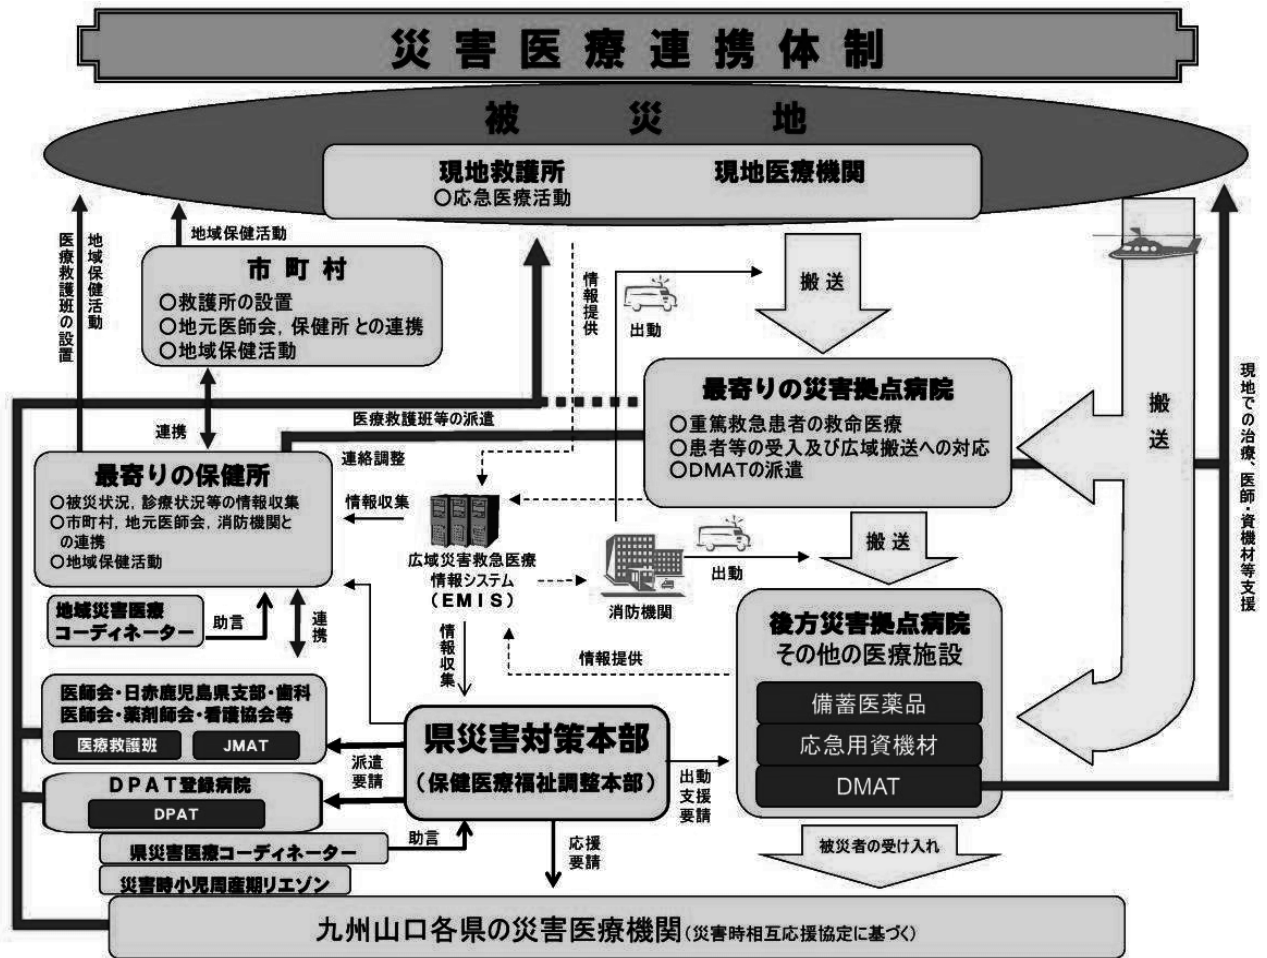 災害医療連携体制
被災地
現地救護所
○応急医療活動
現地医療機関
地域保健活動
医療救護班の設置
地域保健活動
市町村
○救護所の設置
○地元医師会，保健所との連携
○地域保健活動
情報提供
出動
搬送
搬送
現地での治療、医師・資機材等支援
最寄りの災害拠点病院
○重篤救急患者の救命医療
○患者等の受入及び広域搬送への対応
○DMATの派遣
連携
医療救護班等の派遣
連絡調整
最寄りの保健所
○被災状況，診療状況等の情報収集
○市町村，地元医師会，消防機関と
の連携
○地域保健活動
情報収集
広域災害救急医療
情報システム
（ＥＭＩＳ）
消防機関
出動
搬送
地域災害医療
コーディネーター
助言
連携
情報収集
情報提供
後方災害拠点病院
その他の医療施設
備蓄医薬品
応急用資機材
DMAT
医師会・日赤鹿児島県支部・歯科
医師会・薬剤師会・看護協会等
医療救護班
JMAT
派遣
要請
県災害対策本部
（保健医療福祉調整本部）
出動
支援
要請
ＤＰＡＴ登録病院
DPAT
県災害医療コーディネーター
助言
災害時小児周産期リエゾン
応援
要請
被災者の受け入れ
九州山口各県の災害医療機関(災害時相互応援協定に基づく)